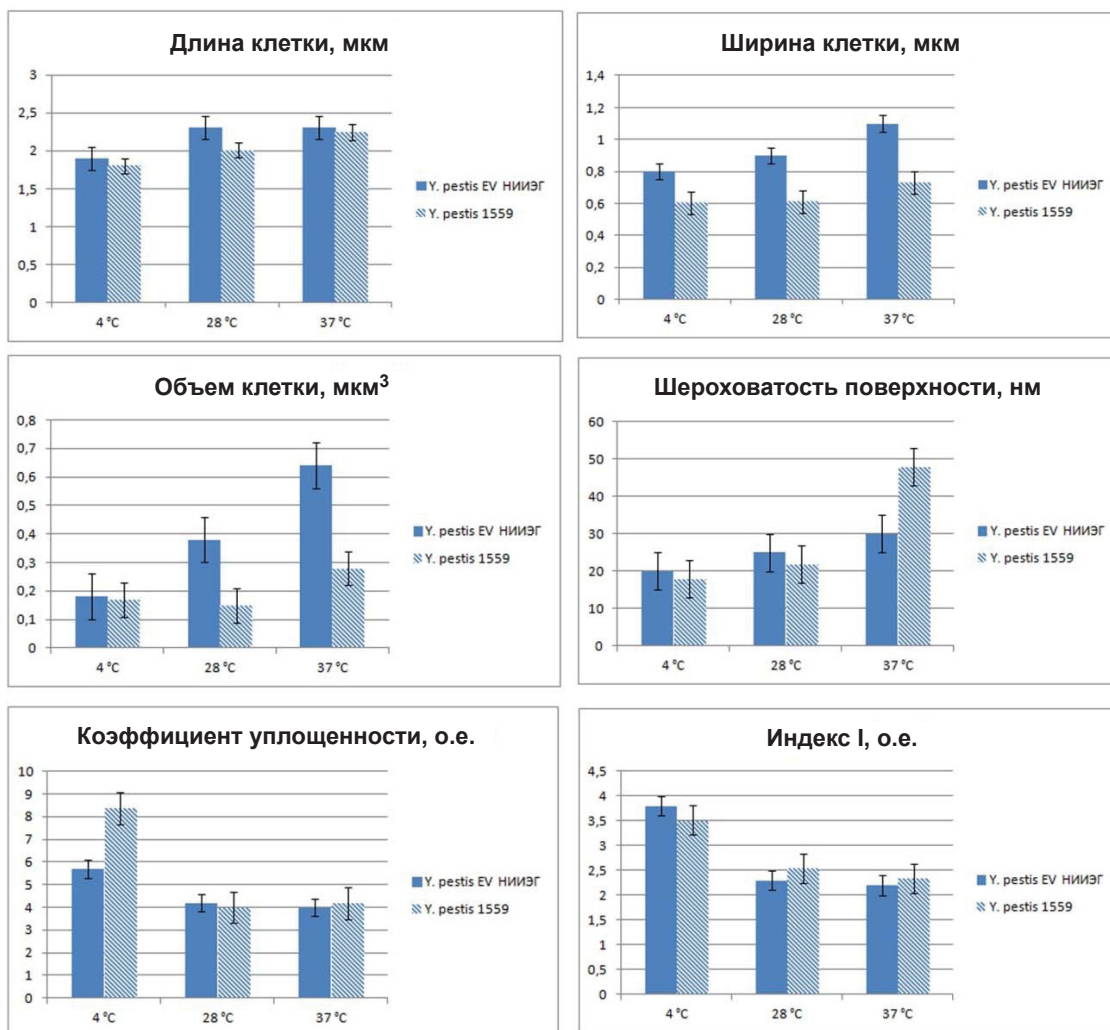 Длина клетки, мкм
3
2,5
2
1,5
1
0,5
0
4 °C
28 °C
37 °C
Y. pestis EV НИИЭГ
Y. pestis 1559
Ширина клетки, мкм
1,4
1,2
1
0,8
0,6
0,4
0,2
0
4 °C
28 °C
37 °C
Y. pestis EV НИИЭГ
Y. pestis 1559
Объем клетки, мкм³
0,8
0,7
0,6
0,5
0,4
0,3
0,2
0,1
0
4 °C
28 °C
37 °C
Y. pestis EV НИИЭГ
Y. pestis 1559
Шероховатость поверхности, нм
60
50
40
30
20
10
0
4 °C
28 °C
37 °C
Y. pestis EV НИИЭГ
Y. pestis 1559
Коэффициент уплощенности, о.е.
10
9
8
7
6
5
4
3
2
1
0
4 °C
28 °C
37 °C
Y. pestis EV НИИЭГ
Y. pestis 1559
Индекс I, о.е.
4,5
4
3,5
3
2,5
2
1,5
1
0,5
0
4 °C
28 °C
37 °C
Y. pestis EV НИИЭГ
Y. pestis 1559